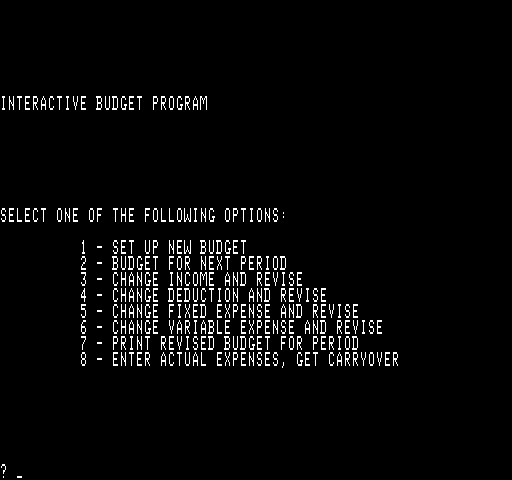 INTERACTIVE BUDGET PROGRAM
SELECT ONE OF THE FOLLOWING OPTIONS:
1 - SET UP NEW BUDGET
2 - BUDGET FOR NEXT PERIOD
3 - CHANGE INCOME AND REVISE
4 - CHANGE DEDUCTION AND REVISE
5 - CHANGE FIXED EXPENSE AND REVISE
6 - CHANGE VARIABLE EXPENSE AND REVISE
7 - PRINT REVISED BUDGET FOR PERIOD
8 - ENTER ACTUAL EXPENSES, GET CARRYOVER
? _